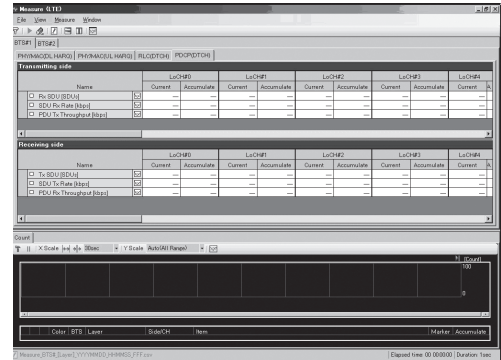 Measure (LTE)
File View Measure Window
BTS#1 BTS#2
PHY/MAC(DL HARQ) PHY/MAC(UL HARQ) RLC(DTCH) PDCP(DTCH)
Transmitting side
LoCH#0 LoCH#1 LoCH#2 LoCH#3 LoCH#4
Name Current Accumulate Current Accumulate Current Accumulate Current Accumulate Current A
Rx SDU [SDUs] — — — — — — — — —
SDU Rx Rate [kbps] — — — — — — — — —
PDU Tx Throughput [kbps] — — — — — — — — —
Receiving side
LoCH#0 LoCH#1 LoCH#2 LoCH#3 LoCH#4
Name Current Accumulate Current Accumulate Current Accumulate Current Accumulate Current A
Tx SDU [SDUs] — — — — — — — — —
SDU Tx Rate [kbps] — — — — — — — — —
PDU Rx Throughput [kbps] — — — — — — — — —
Count
X Scale 30sec Y Scale Auto(All Range)
[Count]
100
0
Color BTS Layer Side/CH Item Marker Accumulate
Measure_BTS#_[Layer]_YYYYMMDD_HHMMSS_FFF.csv Elapsed time 00 00:00:00 Duration 1sec